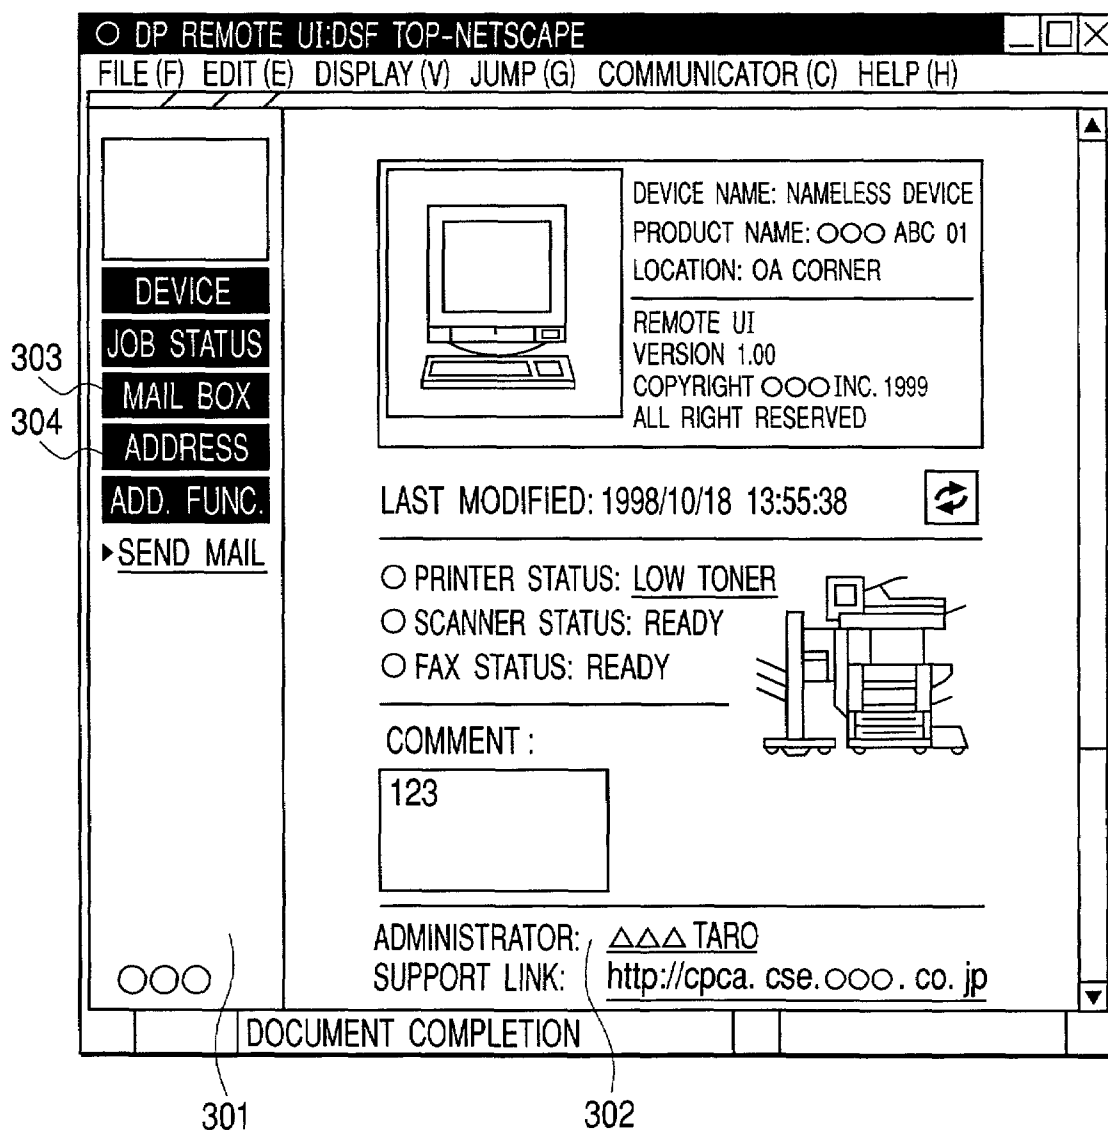 ○ DP REMOTE UI:DSF TOP-NETSCAPE
FILE (F) EDIT (E) DISPLAY (V) JUMP (G) COMMUNICATOR (C) HELP (H)
DEVICE
JOB STATUS
303
MAIL BOX
304
ADDRESS
ADD. FUNC.
SEND MAIL
○○○
DEVICE NAME: NAMELESS DEVICE
PRODUCT NAME: ○○○ ABC 01
LOCATION: OA CORNER
REMOTE UI
VERSION 1.00
COPYRIGHT ○○○ INC. 1999
ALL RIGHT RESERVED
LAST MODIFIED: 1998/10/18 13:55:38
○ PRINTER STATUS: LOW TONER
○ SCANNER STATUS: READY
○ FAX STATUS: READY
COMMENT :
123
ADMINISTRATOR: △△△ TARO
SUPPORT LINK: http://cpca. cse.○○○. co. jp
DOCUMENT COMPLETION
301
302